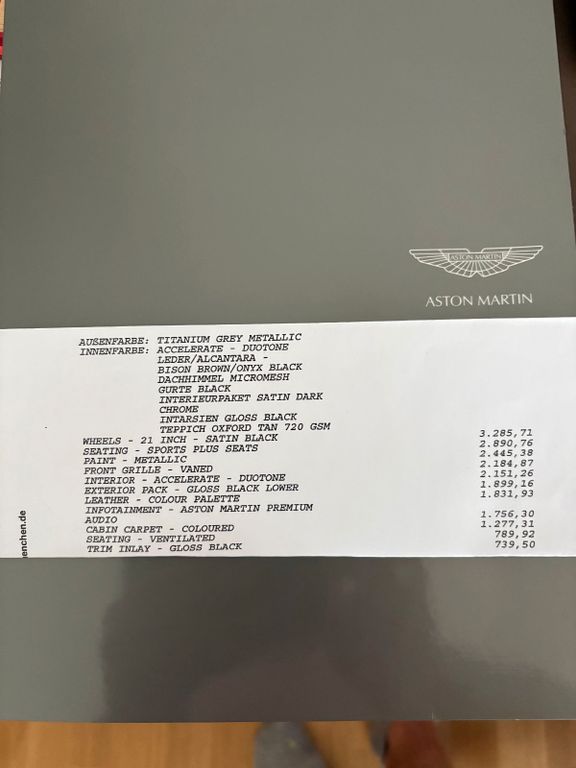 ASTON MARTIN
ASTON MARTIN
AUßENFARBE: TITANIUM GREY METALLIC
INNENFARBE: ACCELERATE - DUOTONE
LEDER/ALCANTARA -
BISON BROWN/ONYX BLACK
DACHHIMMEL MICROMESH
GURTE BLACK
INTERIEURPAKET SATIN DARK
CHROME
INTARSIEN GLOSS BLACK
TEPPICH OXFORD TAN 720 GSM
WHEELS - 21 INCH - SATIN BLACK 3.285,71
SEATING - SPORTS PLUS SEATS 2.890,76
PAINT - METALLIC 2.445,38
FRONT GRILLE - VANED 2.184,87
INTERIOR - ACCELERATE - DUOTONE 2.151,26
EXTERIOR PACK - GLOSS BLACK LOWER 1.899,16
LEATHER - COLOUR PALETTE 1.831,93
INFOTAINMENT - ASTON MARTIN PREMIUM
AUDIO 1.756,30
CABIN CARPET - COLOURED 1.277,31
SEATING - VENTILATED 789,92
TRIM INLAY - GLOSS BLACK 739,50
enchen.de